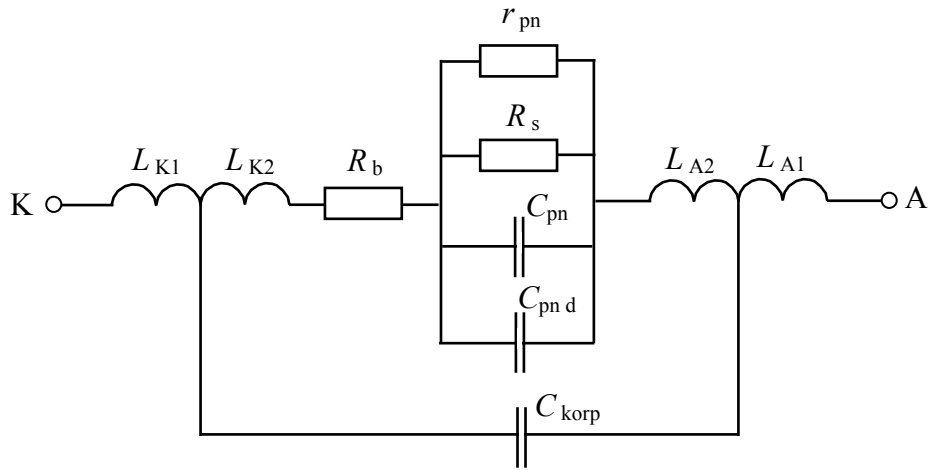 r pn
R s
L K1
L K2
R b
L A2
L A1
K
A
C pn
C pn d
C korp